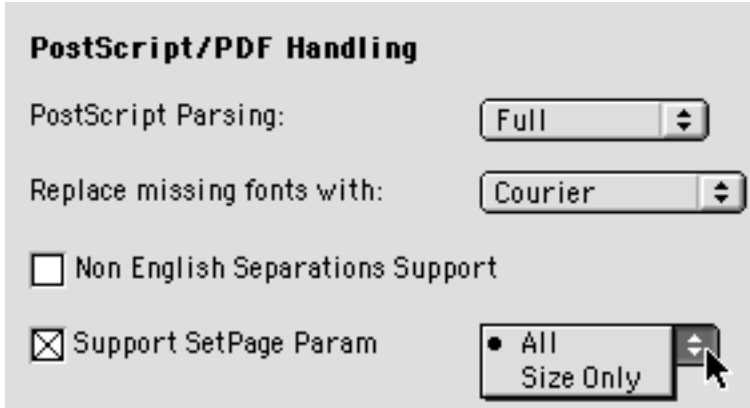 PostScript/PDF Handling
PostScript Parsing: Full
Replace missing fonts with: Courier
Non English Separations Support
Support SetPage Param All
Size Only